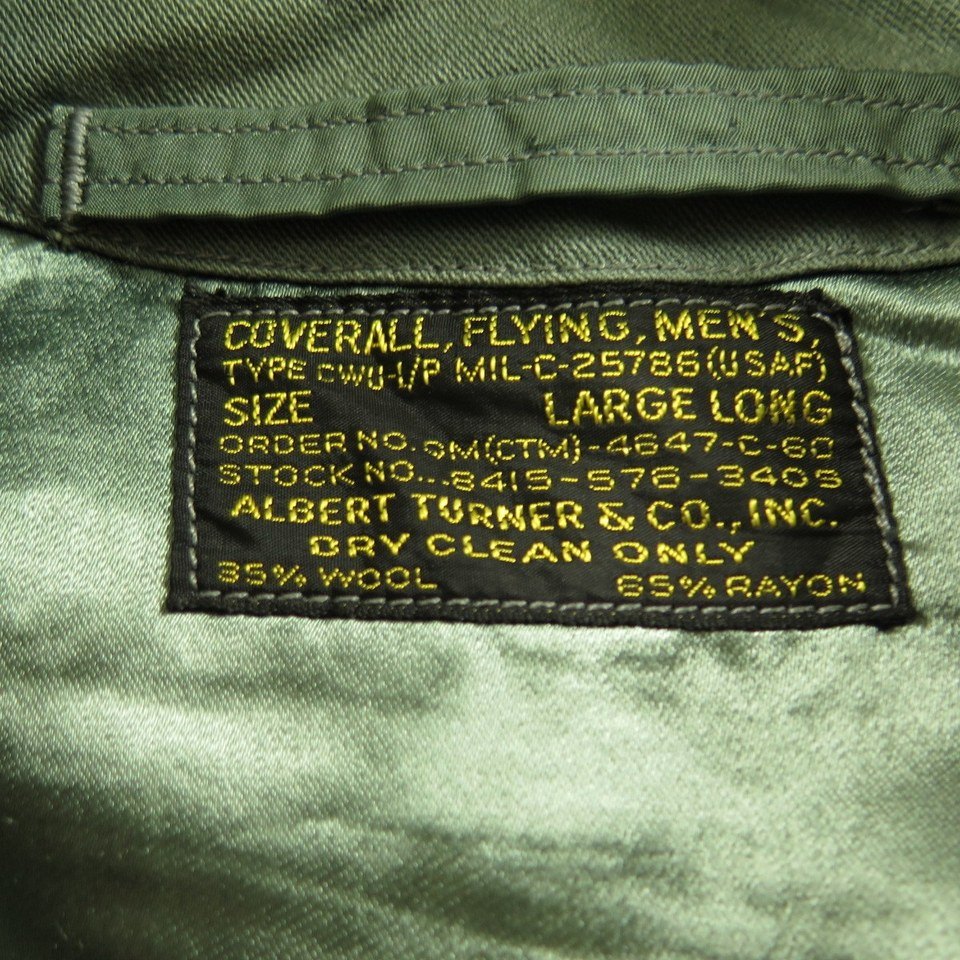 COVERALL, FLYING, MEN'S,
TYPE CWU-1/P MIL-C-25786(USAF)
SIZE LARGE LONG
ORDER NO. GM(CTM)-4647-C-60
STOCK NO...8415-576-3405
ALBERT TURNER & CO., INC.
DRY CLEAN ONLY
35% WOOL 65% RAYON